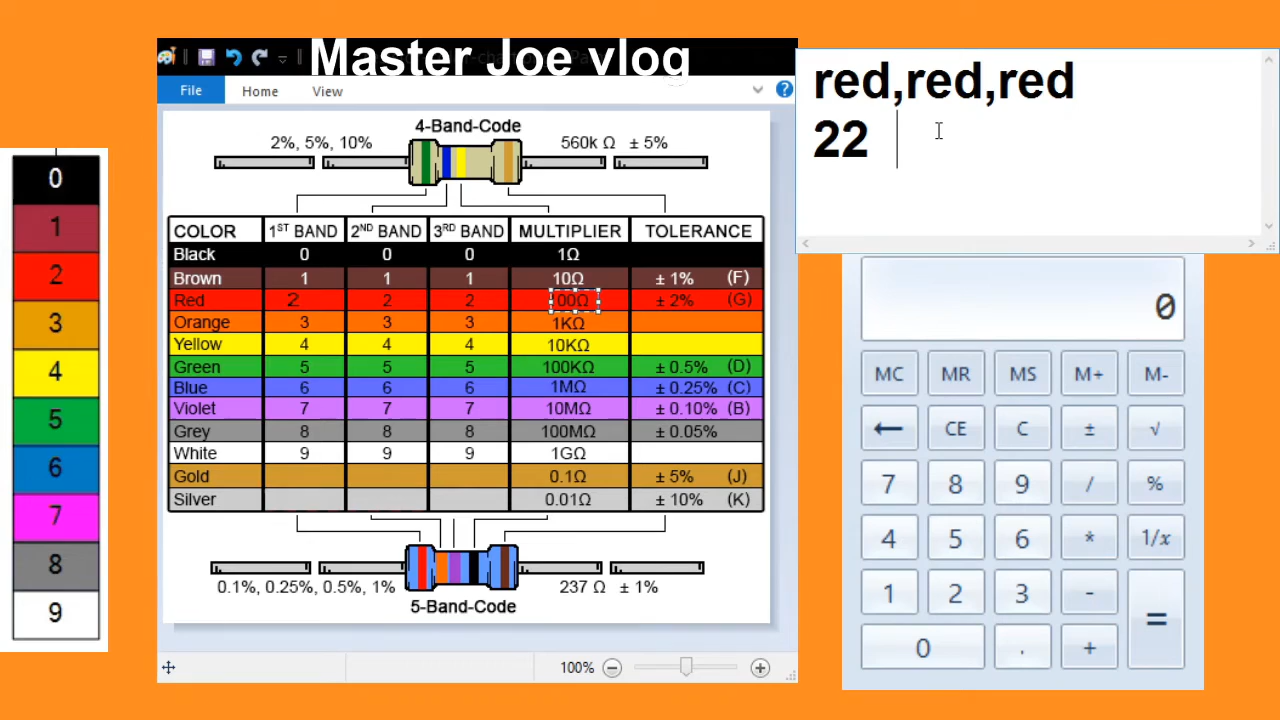 Master Joe vlog
File Home View
red,red,red
22
0
1
2
3
4
5
6
7
8
9
4-Band-Code
2%, 5%, 10% 560k Ω ± 5%
COLOR 1ST BAND 2ND BAND 3RD BAND MULTIPLIER TOLERANCE
Black 0 0 0 1Ω
Brown 1 1 1 10Ω ± 1% (F)
Red 2 2 2 00Ω ± 2% (G)
Orange 3 3 3 1KΩ
Yellow 4 4 4 10KΩ
Green 5 5 5 100KΩ ± 0.5% (D)
Blue 6 6 6 1MΩ ± 0.25% (C)
Violet 7 7 7 10MΩ ± 0.10% (B)
Grey 8 8 8 100MΩ ± 0.05%
White 9 9 9 1GΩ
Gold 0.1Ω ± 5% (J)
Silver 0.01Ω ± 10% (K)
0.1%, 0.25%, 0.5%, 1% 237 Ω ± 1%
5-Band-Code
100%
0
MC MR MS M+ M-
← CE C ± √
7 8 9 / %
4 5 6 * 1/x
1 2 3 - =
0 . +